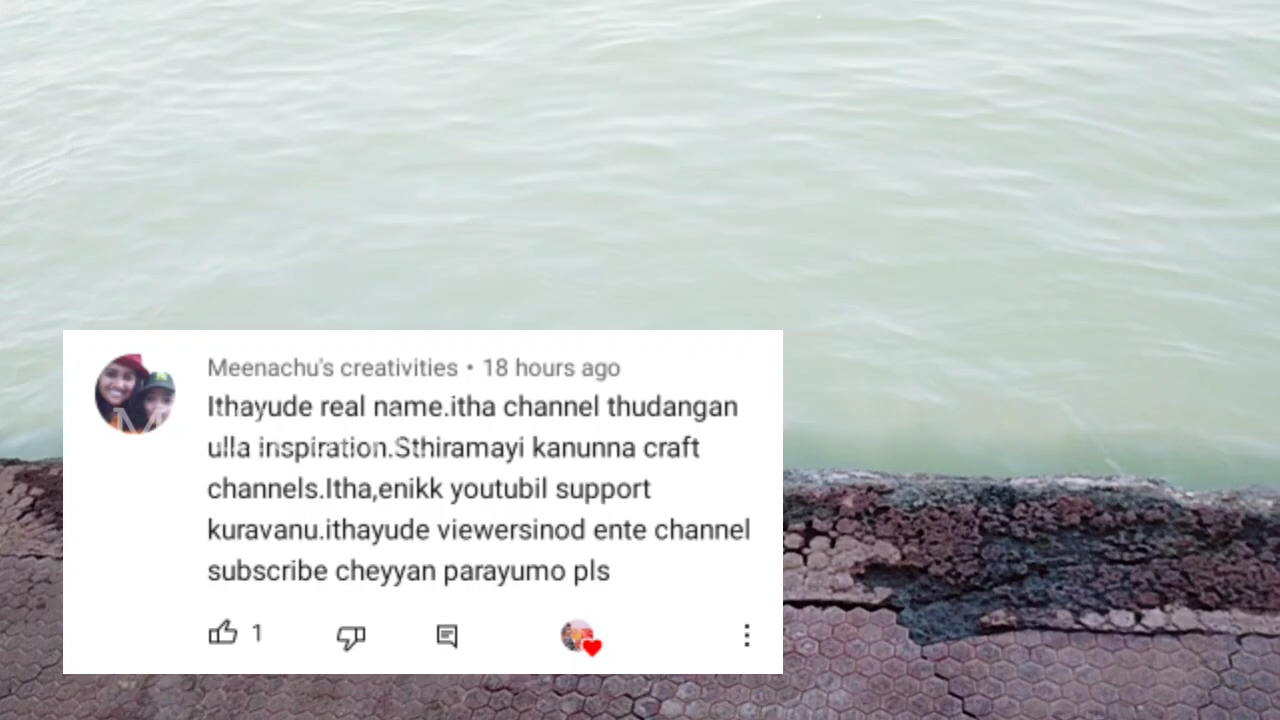 Meenachu's creativities • 18 hours ago
Ithayude real name.itha channel thudangan
ulla inspiration.Sthiramayi kanunna craft
channels.Itha,enikk youtubil support
kuravanu.ithayude viewersinod ente channel
subscribe cheyyan parayumo pls
1